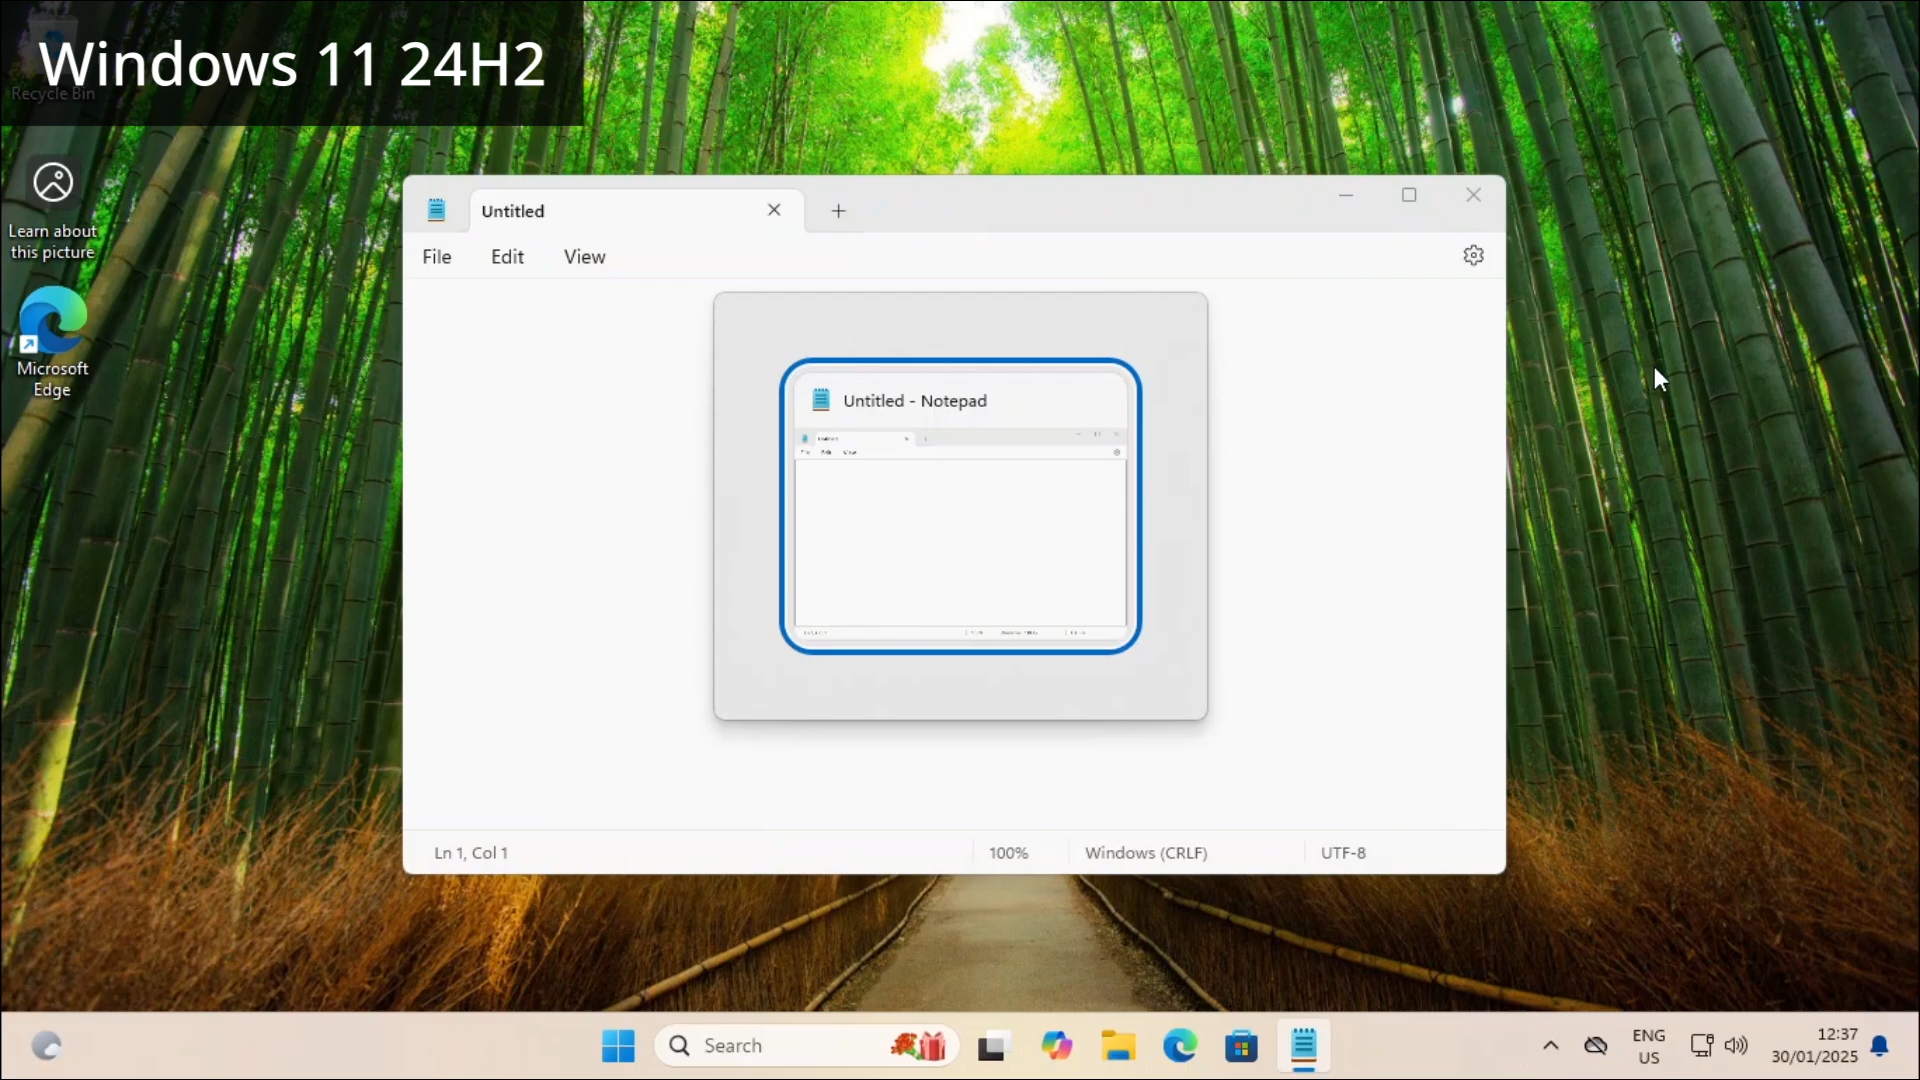 Windows 11 24H2
Recycle Bin
Learn about
this picture
Microsoft
Edge
Untitled
File Edit View
Untitled - Notepad
Ln 1, Col 1 100% Windows (CRLF) UTF-8
Search
ENG
US
12:37
30/01/2025